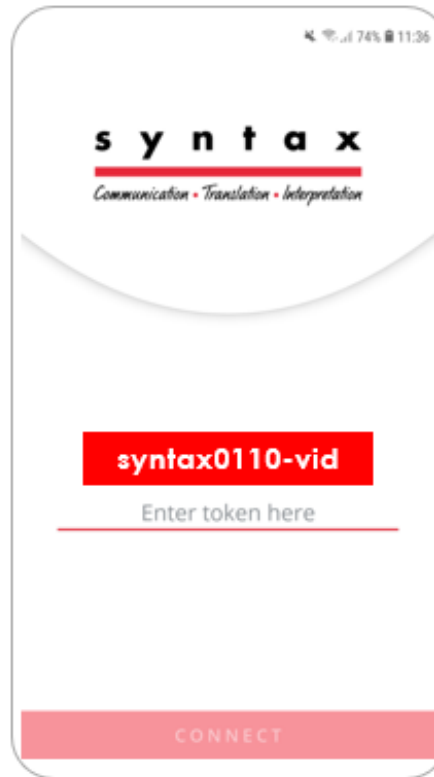 74% 11:36
syntax
Communication • Translation • Interpretation
syntax0110-vid
Enter token here
CONNECT